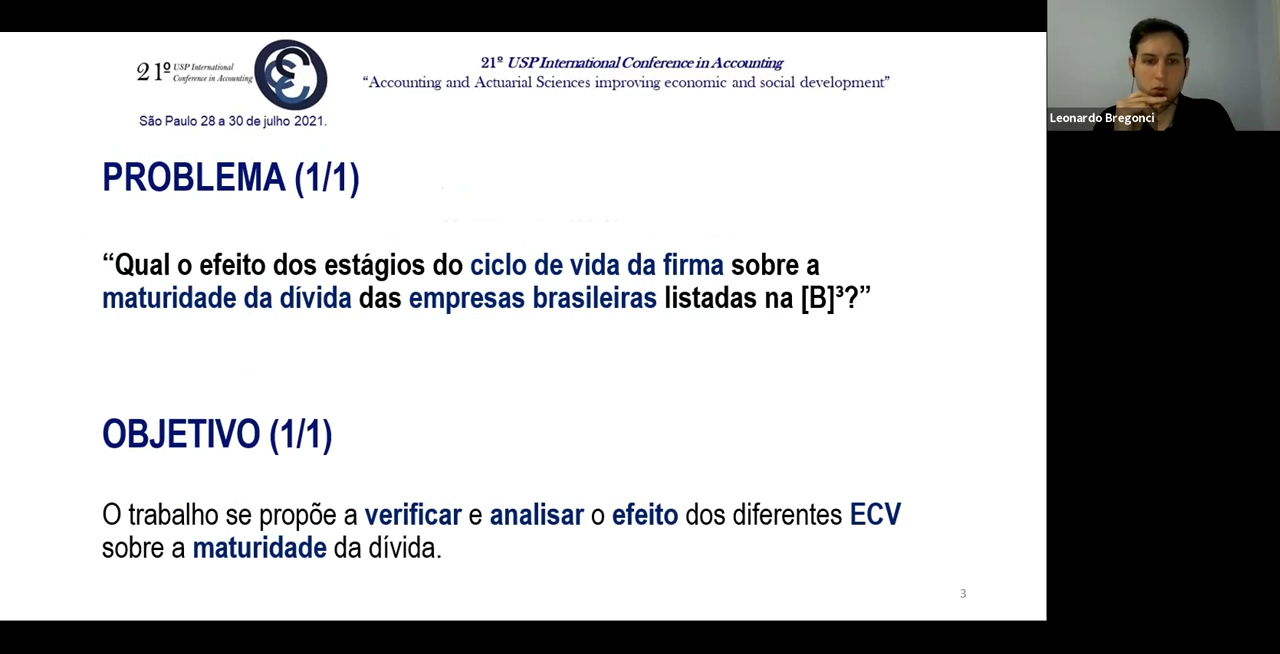 21º USP International
Conference in Accounting
São Paulo 28 a 30 de julho 2021.
21º USP International Conference in Accounting
“Accounting and Actuarial Sciences improving economic and social development”
Leonardo Bregonci
PROBLEMA (1/1)
“Qual o efeito dos estágios do ciclo de vida da firma sobre a
maturidade da dívida das empresas brasileiras listadas na [B]³?”
OBJETIVO (1/1)
O trabalho se propõe a verificar e analisar o efeito dos diferentes ECV
sobre a maturidade da dívida.
3